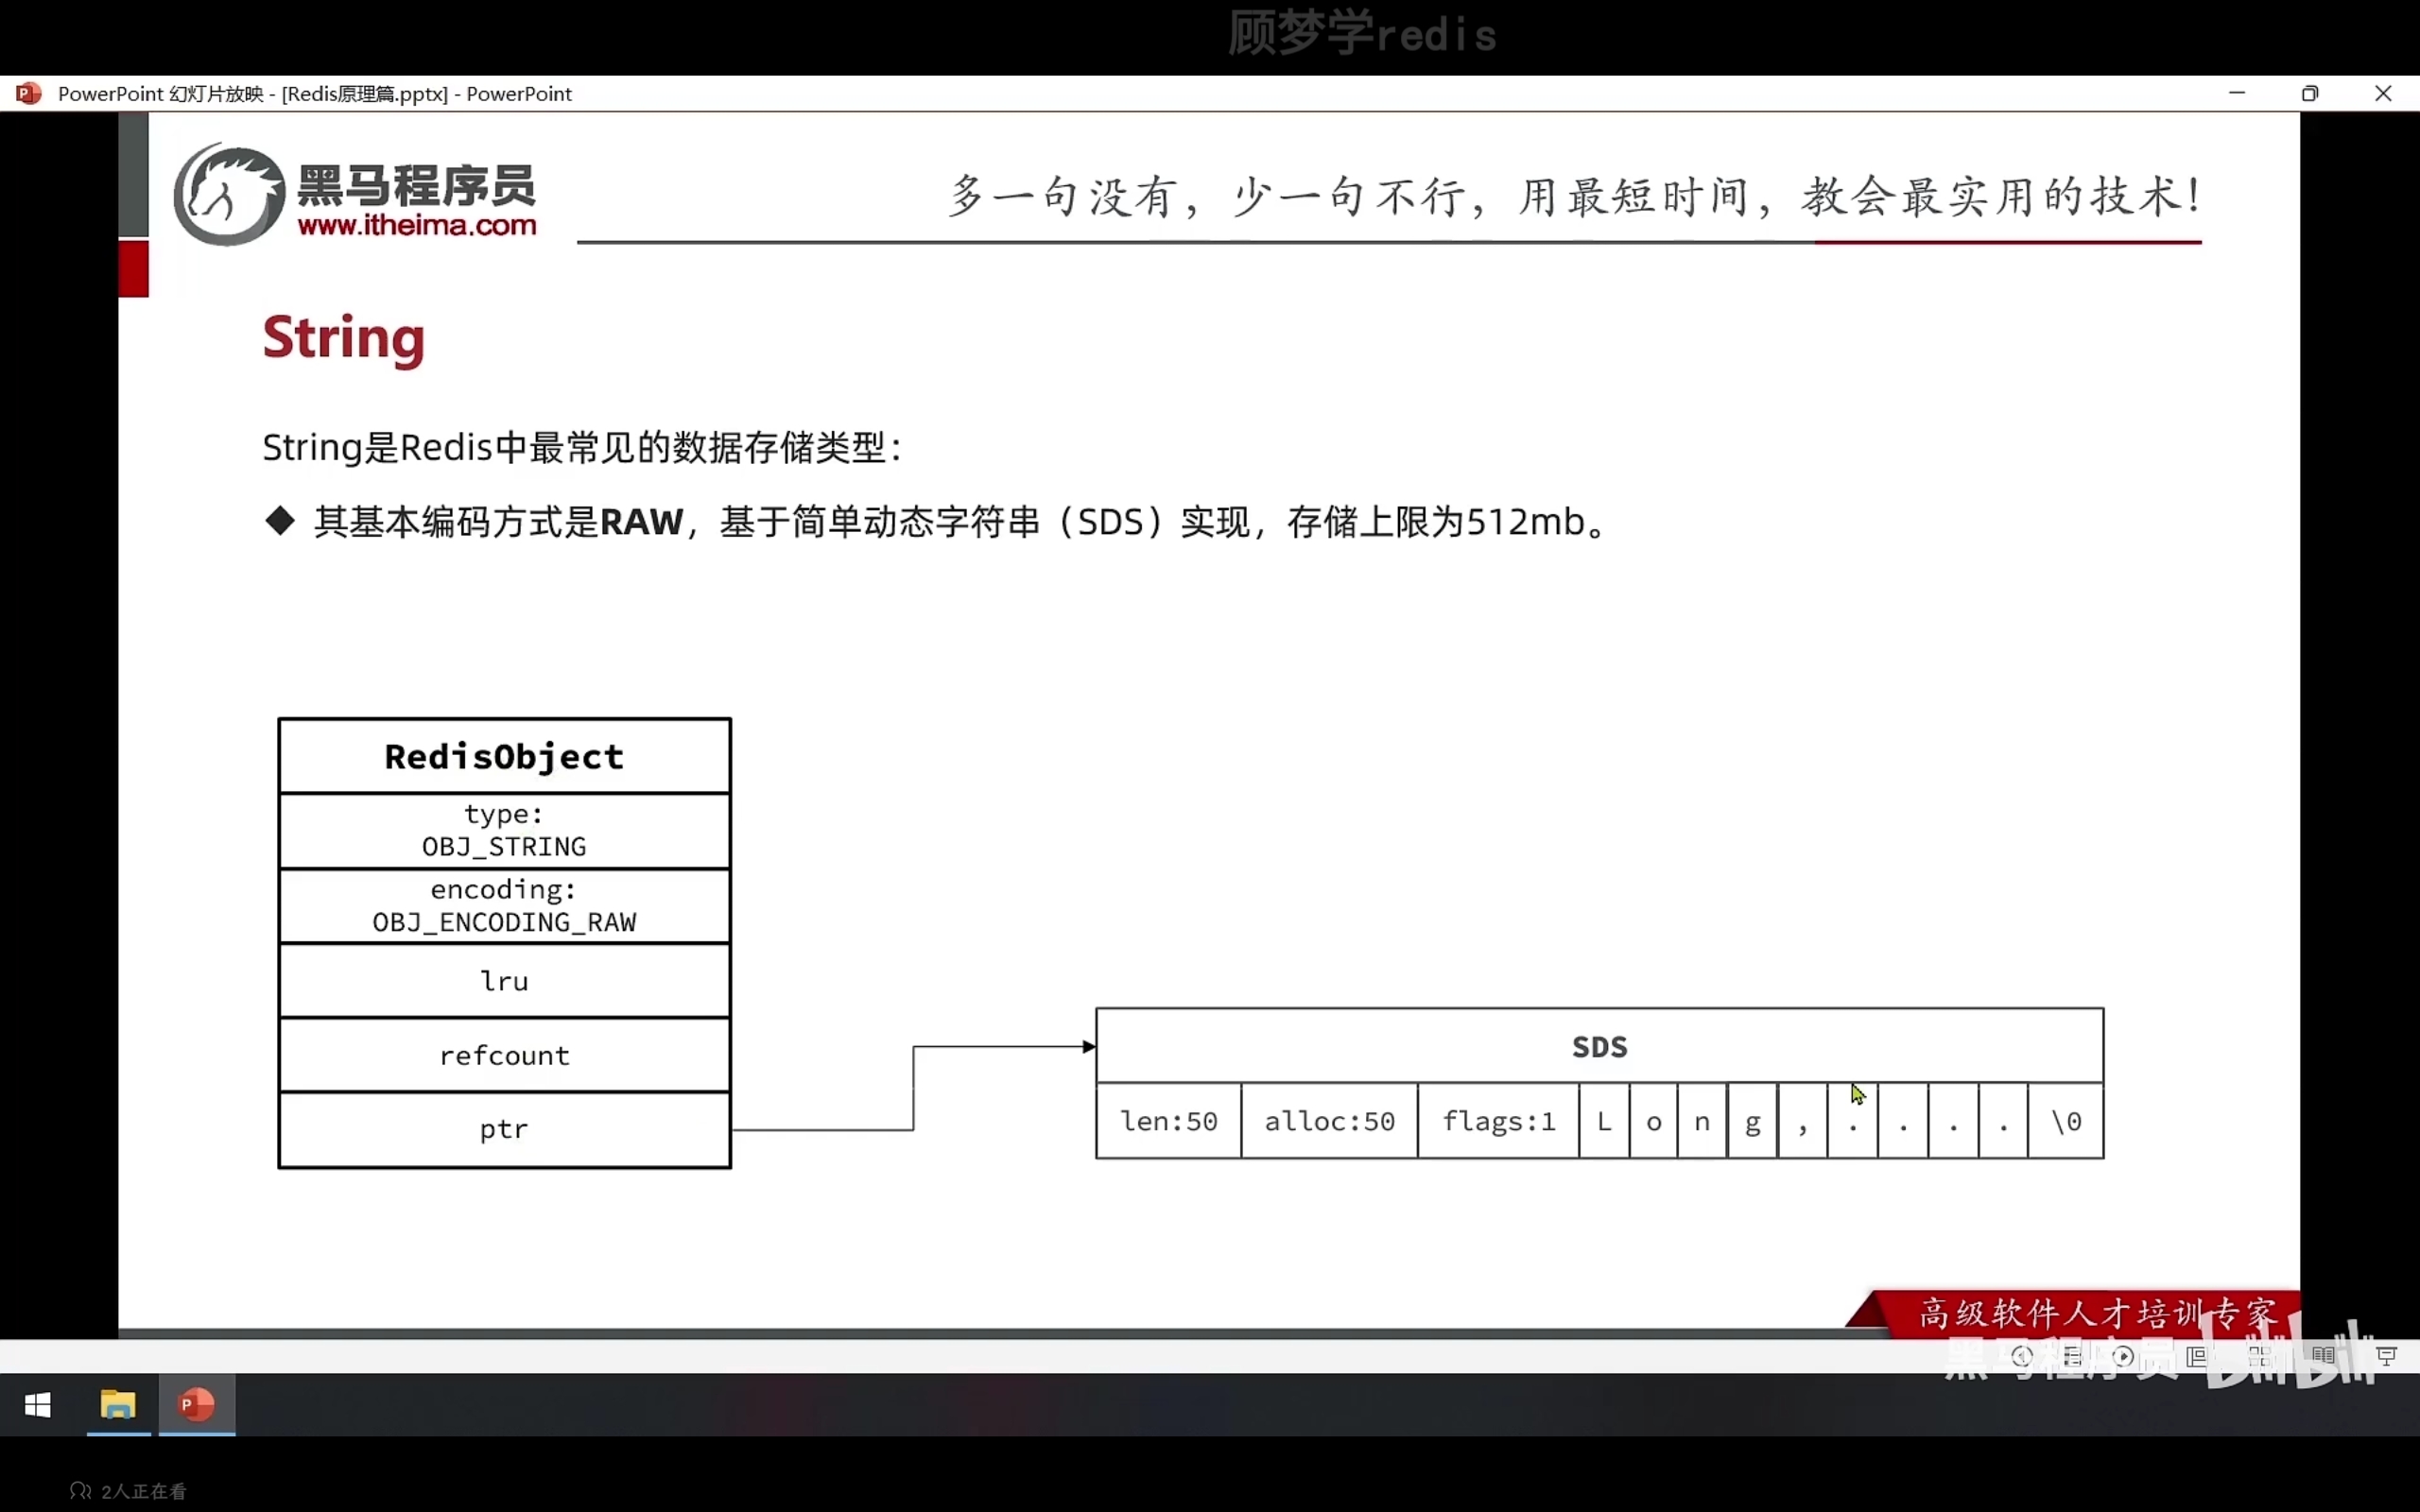 顾梦学redis
PowerPoint 幻灯片放映 - [Redis原理篇.pptx] - PowerPoint
黑马程序员
www.itheima.com
多一句没有，少一句不行，用最短时间，教会最实用的技术！
String
String是Redis中最常见的数据存储类型：
◆ 其基本编码方式是RAW，基于简单动态字符串（SDS）实现，存储上限为512mb。
RedisObject
type:
OBJ_STRING
encoding:
OBJ_ENCODING_RAW
lru
refcount
ptr
SDS
len:50 alloc:50 flags:1 L o n g , . . . . \0
高级软件人才培训专家
黑马程序员 bilibili
2人正在看